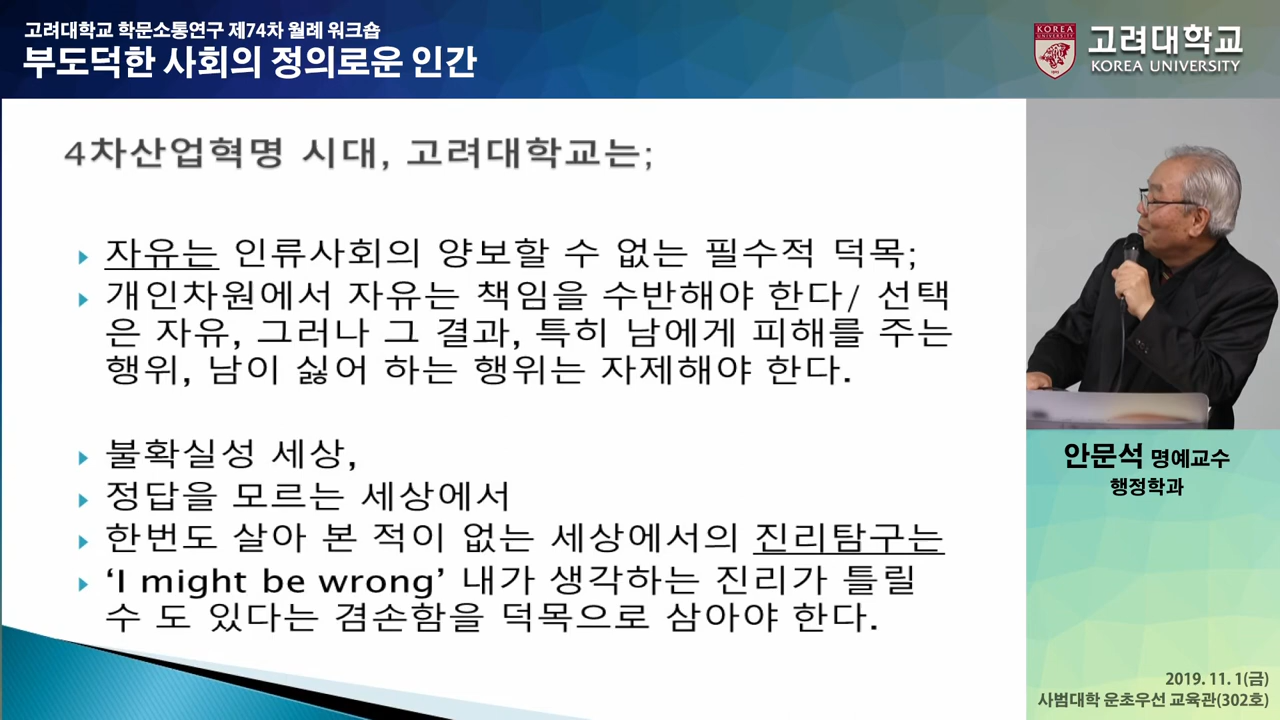 고려대학교 학문소통연구 제74차 월례 워크숍
부도덕한 사회의 정의로운 인간
KOREA
UNIVERSITY
고려대학교
KOREA UNIVERSITY
4차산업혁명 시대, 고려대학교는;
자유는 인류사회의 양보할 수 없는 필수적 덕목;
개인차원에서 자유는 책임을 수반해야 한다/ 선택
은 자유, 그러나 그 결과, 특히 남에게 피해를 주는
행위, 남이 싫어 하는 행위는 자제해야 한다.
불확실성 세상,
정답을 모르는 세상에서
한번도 살아 본 적이 없는 세상에서의 진리탐구는
‘I might be wrong’ 내가 생각하는 진리가 틀릴
수 도 있다는 겸손함을 덕목으로 삼아야 한다.
안문석 명예교수
행정학과
2019. 11. 1(금)
사범대학 운초우선 교육관(302호)